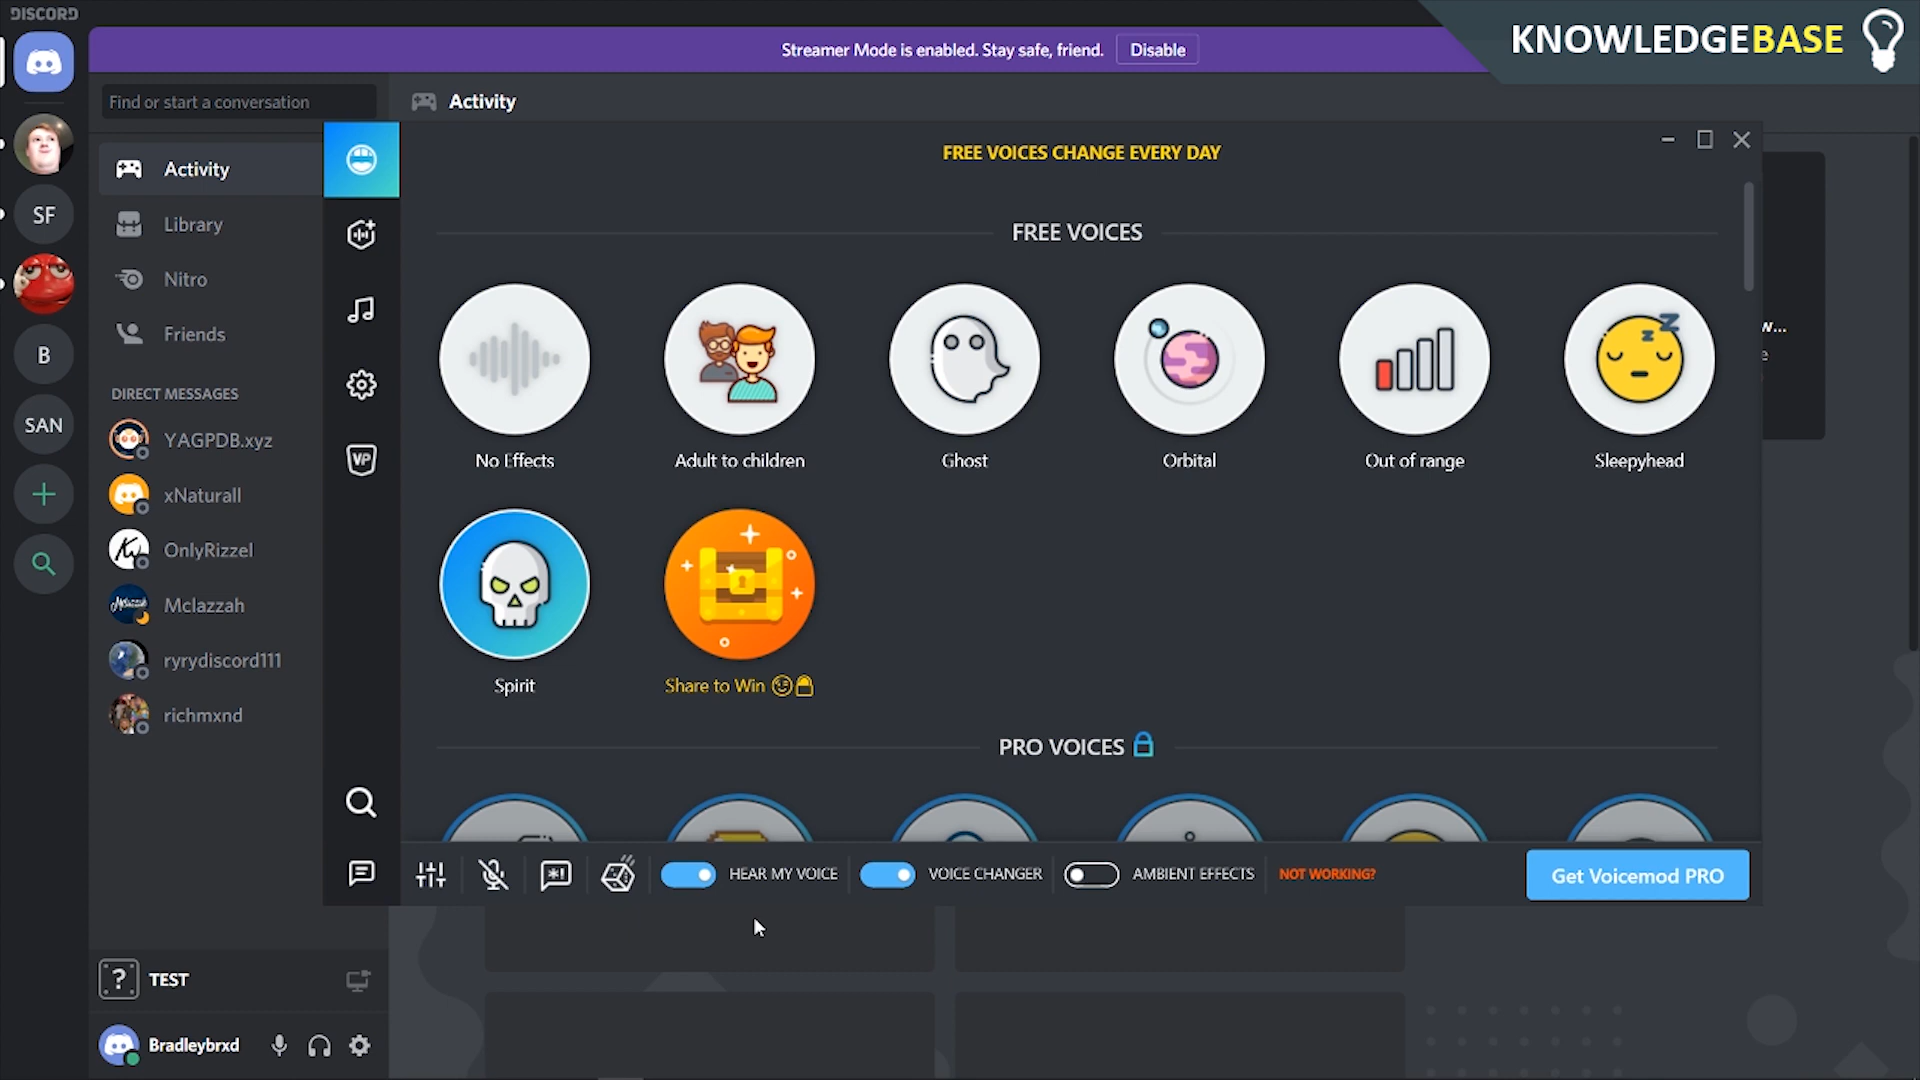 DISCORD
Streamer Mode is enabled. Stay safe, friend.
Disable
KNOWLEDGEBASE
Find or start a conversation
Activity
Activity
Library
Nitro
Friends
DIRECT MESSAGES
YAGPDB.xyz
xNaturall
OnlyRizzel
Mclazzah
ryrydiscord111
richmxnd
SF
B
SAN
VP
FREE VOICES CHANGE EVERY DAY
FREE VOICES
No Effects
Adult to children
Ghost
Orbital
Out of range
Sleepyhead
Spirit
Share to Win
PRO VOICES
HEAR MY VOICE
VOICE CHANGER
AMBIENT EFFECTS
NOT WORKING?
Get Voicemod PRO
? TEST
Bradleybrxd